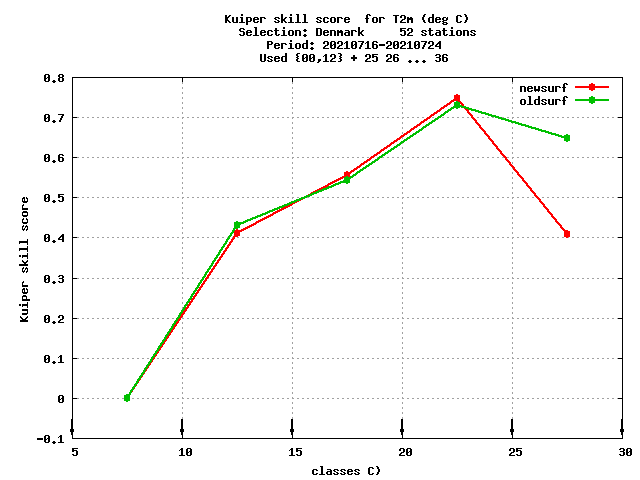 Kuiper skill score  for T2m (deg C)
Selection: Denmark     52 stations
Period: 20210716-20210724
Used {00,12} + 25 26 ... 36
newsurf
oldsurf
0.8
0.7
0.6
0.5
0.4
0.3
0.2
0.1
0
-0.1
Kuiper skill score
5 10 15 20 25 30
classes C)